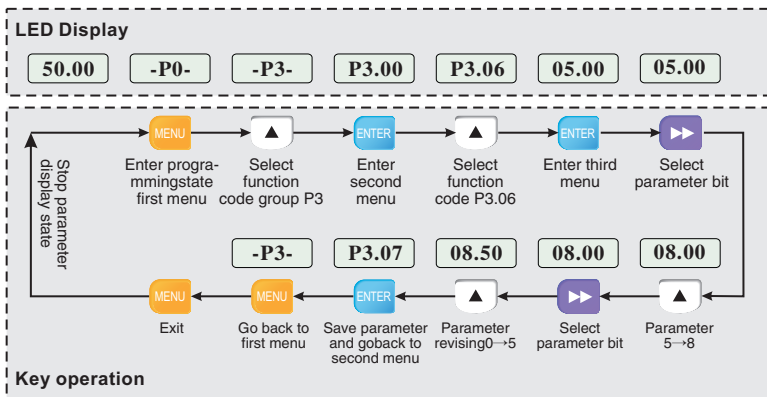 LED Display
50.00 -P0- -P3- P3.00 P3.06 05.00 05.00
MENU ▲ ENTER ▲ ENTER ▶▶
Enter progra- Select Enter Select Enter third Select
mmingstate function second function menu parameter bit
first menu code group P3 menu code P3.06
Stop parameter
display state
-P3- P3.07 08.50 08.00 08.00
MENU MENU ENTER ▲ ▶▶ ▲
Exit Go back to Save parameter Parameter Select Parameter
first menu and goback to revising0→5 parameter bit 5→8
second menu
Key operation